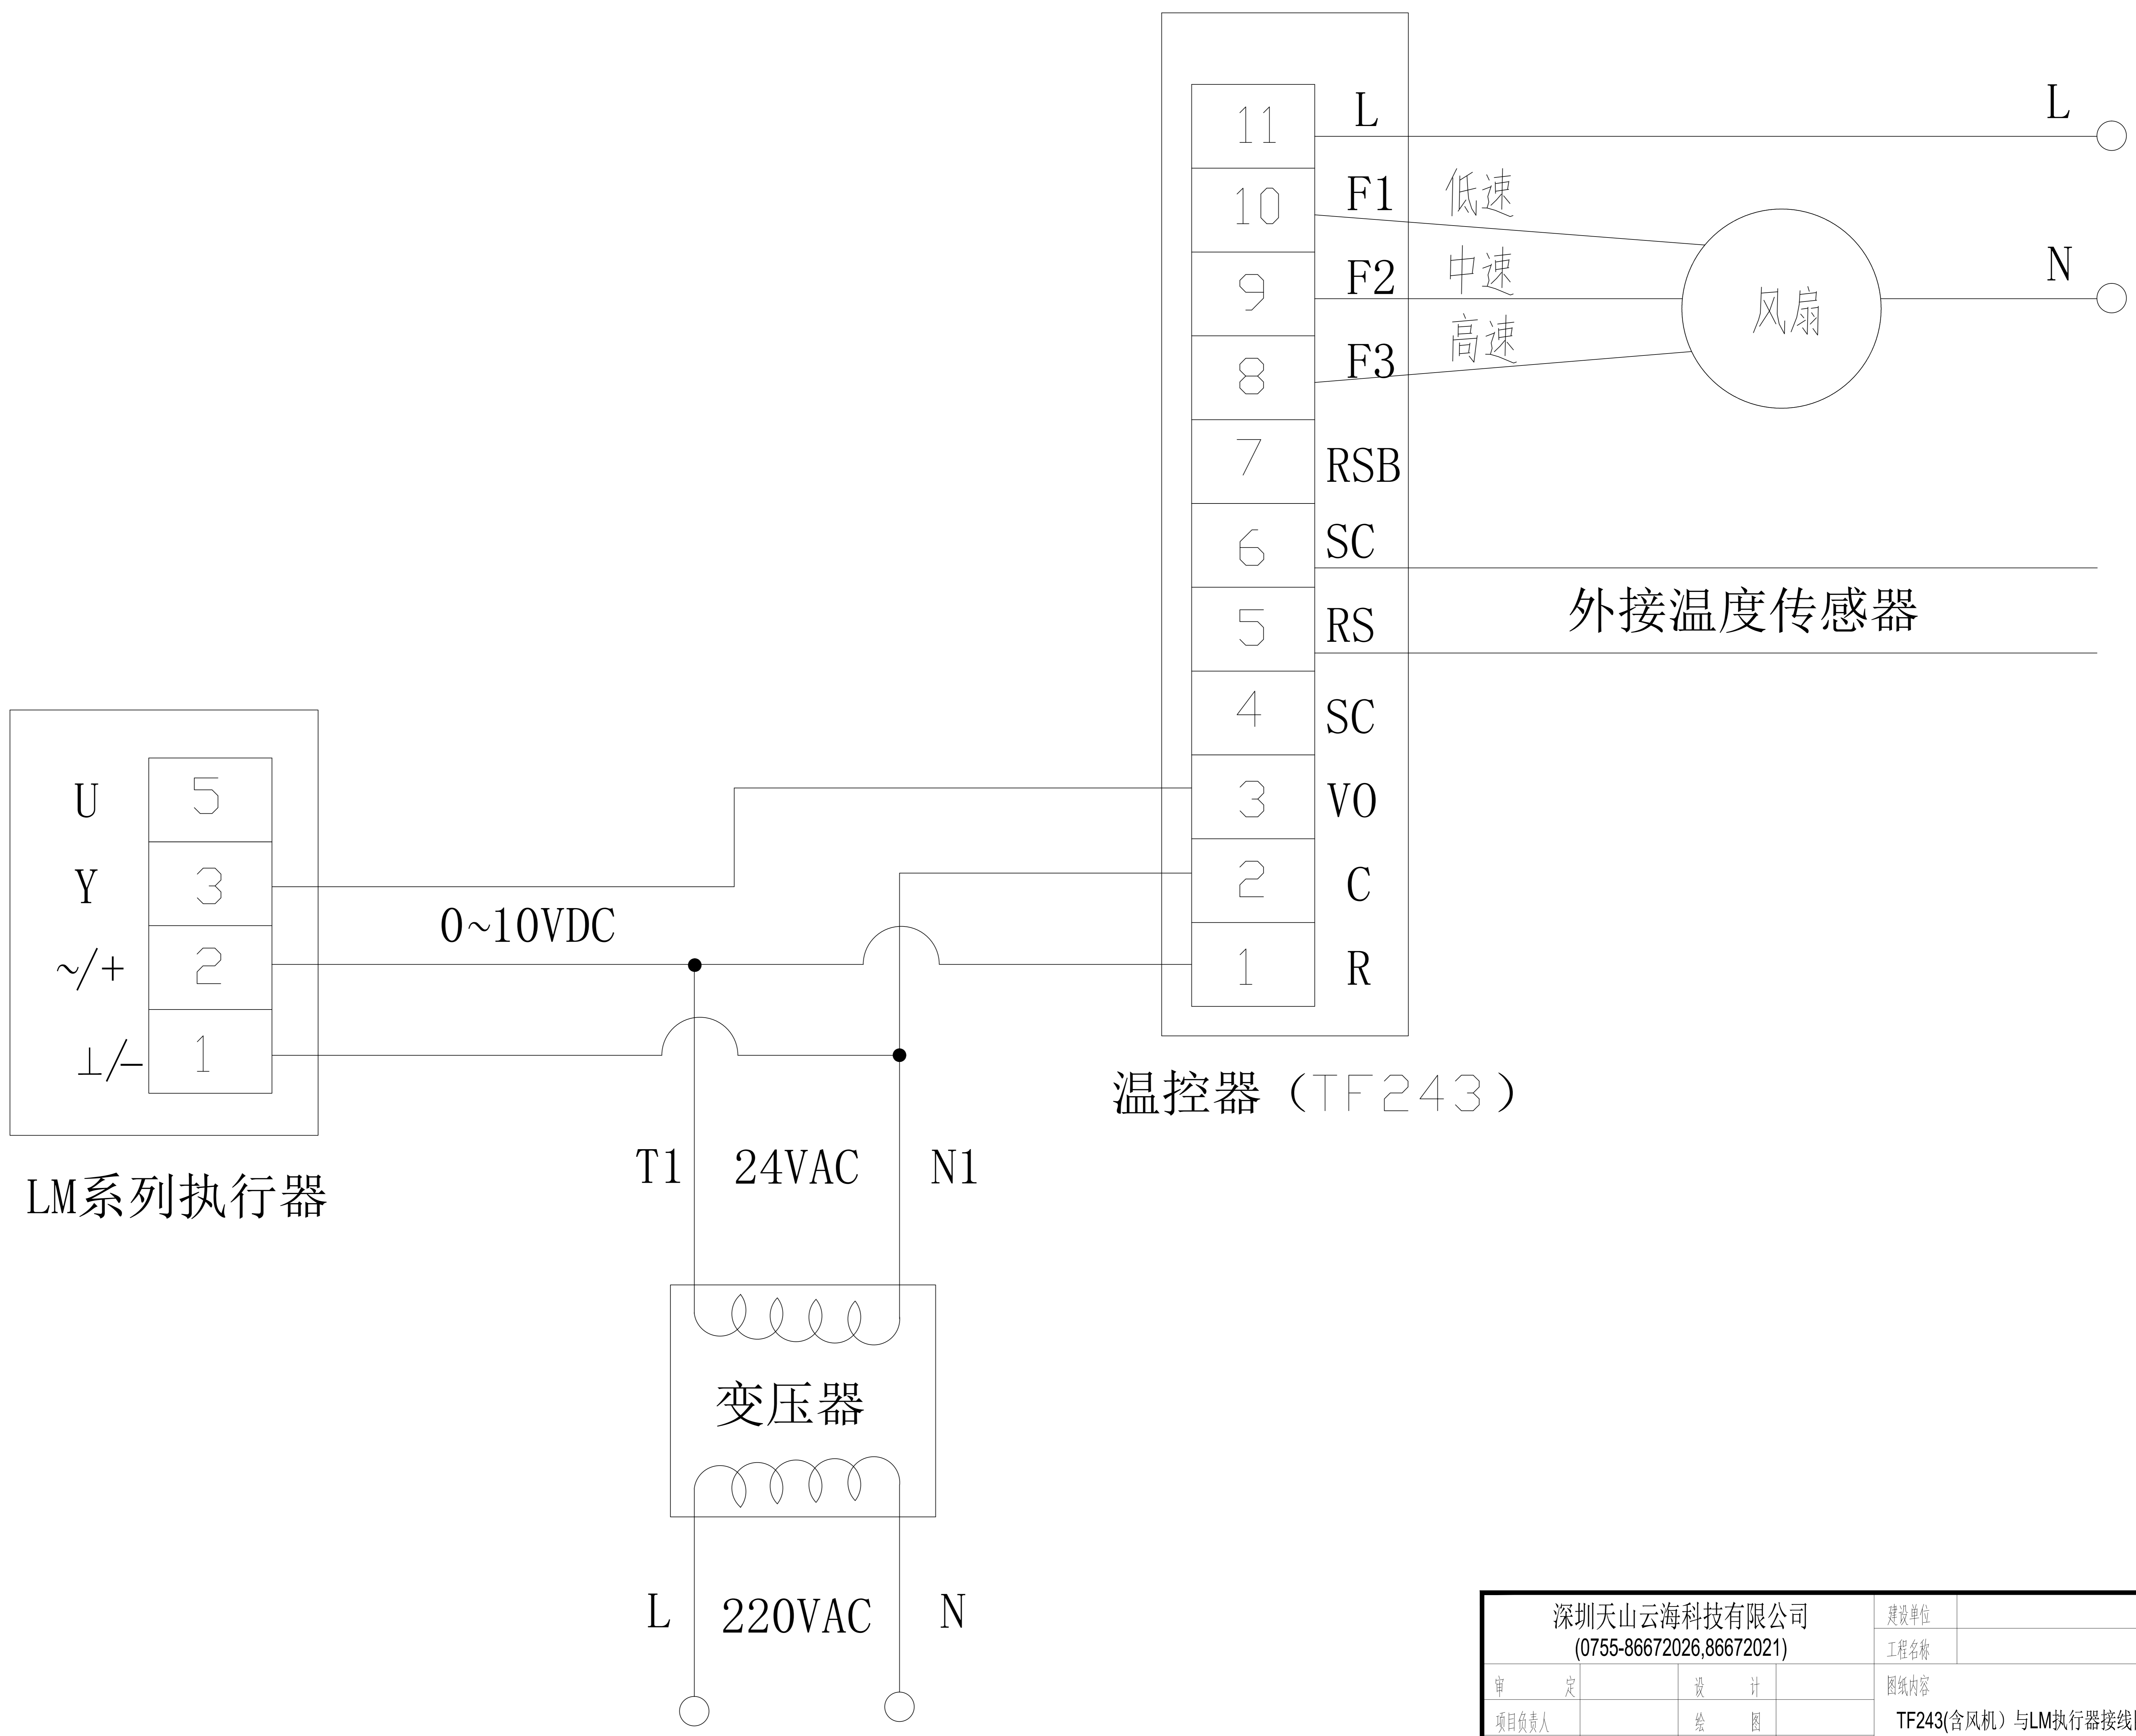 11 L L
10 F1 低速
9 F2 中速 N
8 F3 高速
风扇
7 RSB
6 SC
外接温度传感器
5 RS
4 SC
3 VO
2 C
1 R
温控器（TF243）
U 5
Y 3
0~10VDC
~/+ 2
⊥/- 1
LM系列执行器
T1 24VAC N1
变压器
L 220VAC N
深圳天山云海科技有限公司
(0755-86672026,86672021)
建设单位
工程名称
审 定 设 计 图纸内容
项目负责人 绘 图
TF243(含风机）与LM执行器接线